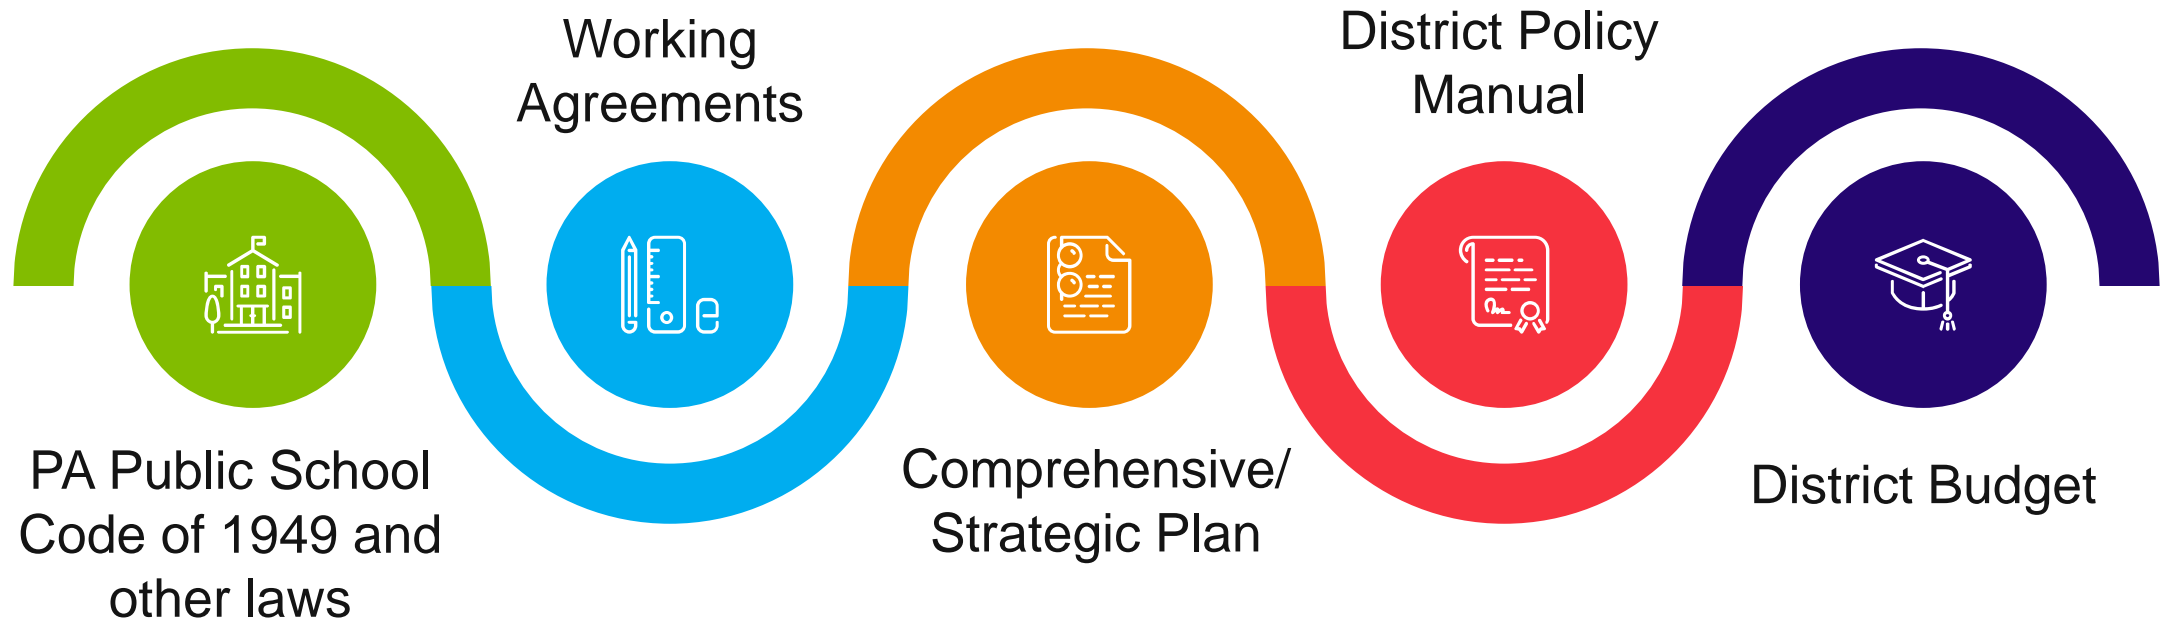 PA Public School
Code of 1949 and
other laws
Working
Agreements
Comprehensive/
Strategic Plan
District Policy
Manual
District Budget